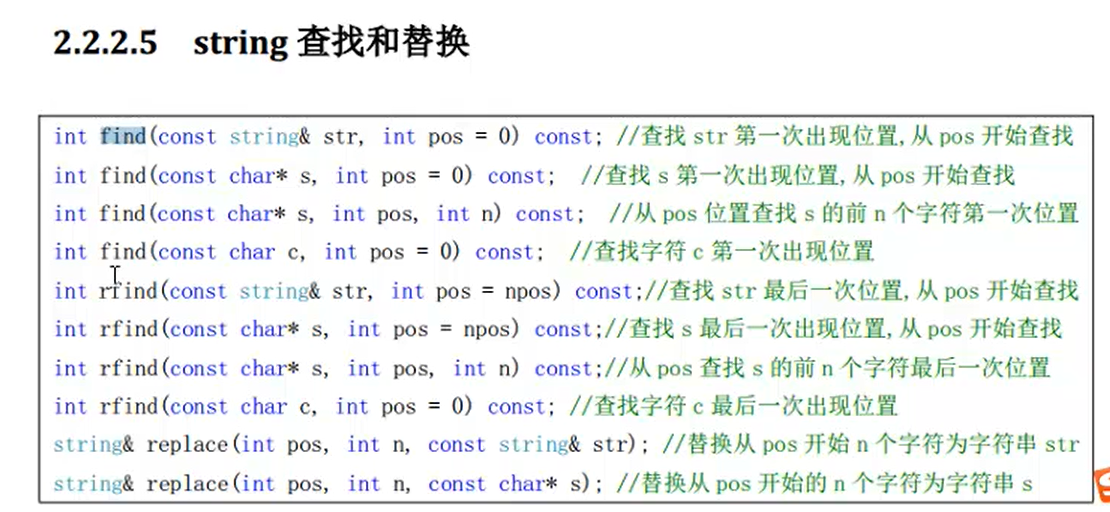 2.2.2.5 string 查找和替换
int find(const string& str, int pos = 0) const; //查找 str 第一次出现位置,从 pos 开始查找
int find(const char* s, int pos = 0) const; //查找 s 第一次出现位置,从 pos 开始查找
int find(const char* s, int pos, int n) const; //从 pos 位置查找 s 的前 n 个字符第一次位置
int find(const char c, int pos = 0) const; //查找字符 c 第一次出现位置
int rfind(const string& str, int pos = npos) const;//查找 str 最后一次位置,从 pos 开始查找
int rfind(const char* s, int pos = npos) const;//查找 s 最后一次出现位置,从 pos 开始查找
int rfind(const char* s, int pos, int n) const;//从 pos 查找 s 的前 n 个字符最后一次位置
int rfind(const char c, int pos = 0) const; //查找字符 c 最后一次出现位置
string& replace(int pos, int n, const string& str); //替换从 pos 开始 n 个字符为字符串 str
string& replace(int pos, int n, const char* s); //替换从 pos 开始的 n 个字符为字符串 s